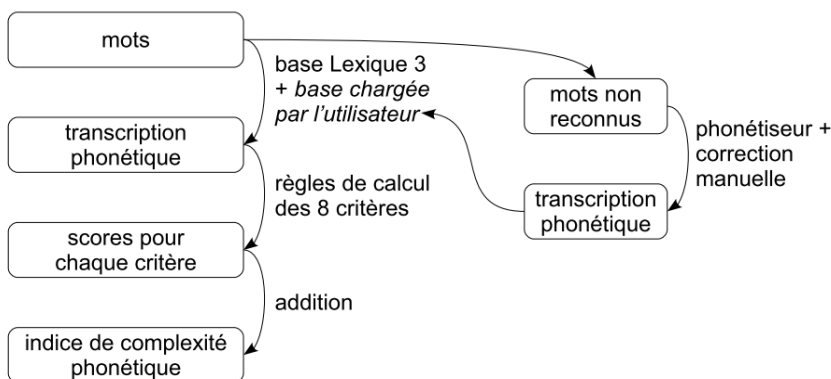 mots
base Lexique 3
+ base chargée
par l’utilisateur
transcription
phonétique
règles de calcul
des 8 critères
scores pour
chaque critère
addition
indice de complexité
phonétique
mots non
reconnus
phonétiseur +
correction
manuelle
transcription
phonétique